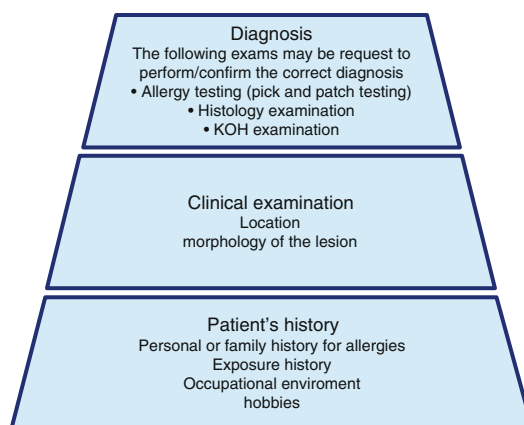 Diagnosis
The following exams may be request to
perform/confirm the correct diagnosis
• Allergy testing (pick and patch testing)
• Histology examination
• KOH examination
Clinical examination
Location
morphology of the lesion
Patient's history
Personal or family history for allergies
Exposure history
Occupational enviroment
hobbies